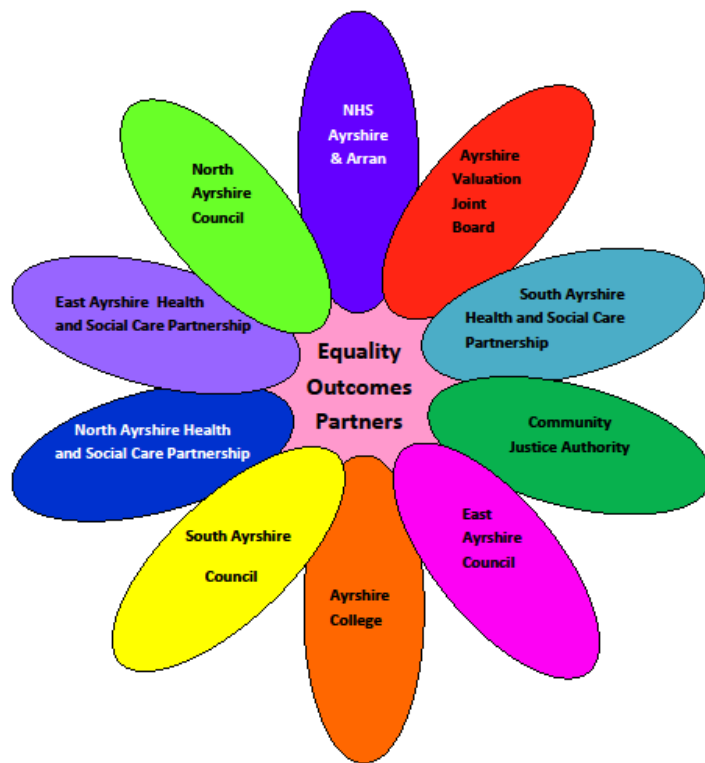 NHS
Ayrshire
& Arran
Ayrshire
Valuation
Joint
Board
South Ayrshire
Health and Social Care
Partnership
Community
Justice Authority
East
Ayrshire
Council
Ayrshire
College
South Ayrshire
Council
North Ayrshire Health
and Social Care Partnership
East Ayrshire Health
and Social Care Partnership
North
Ayrshire
Council
Equality
Outcomes
Partners